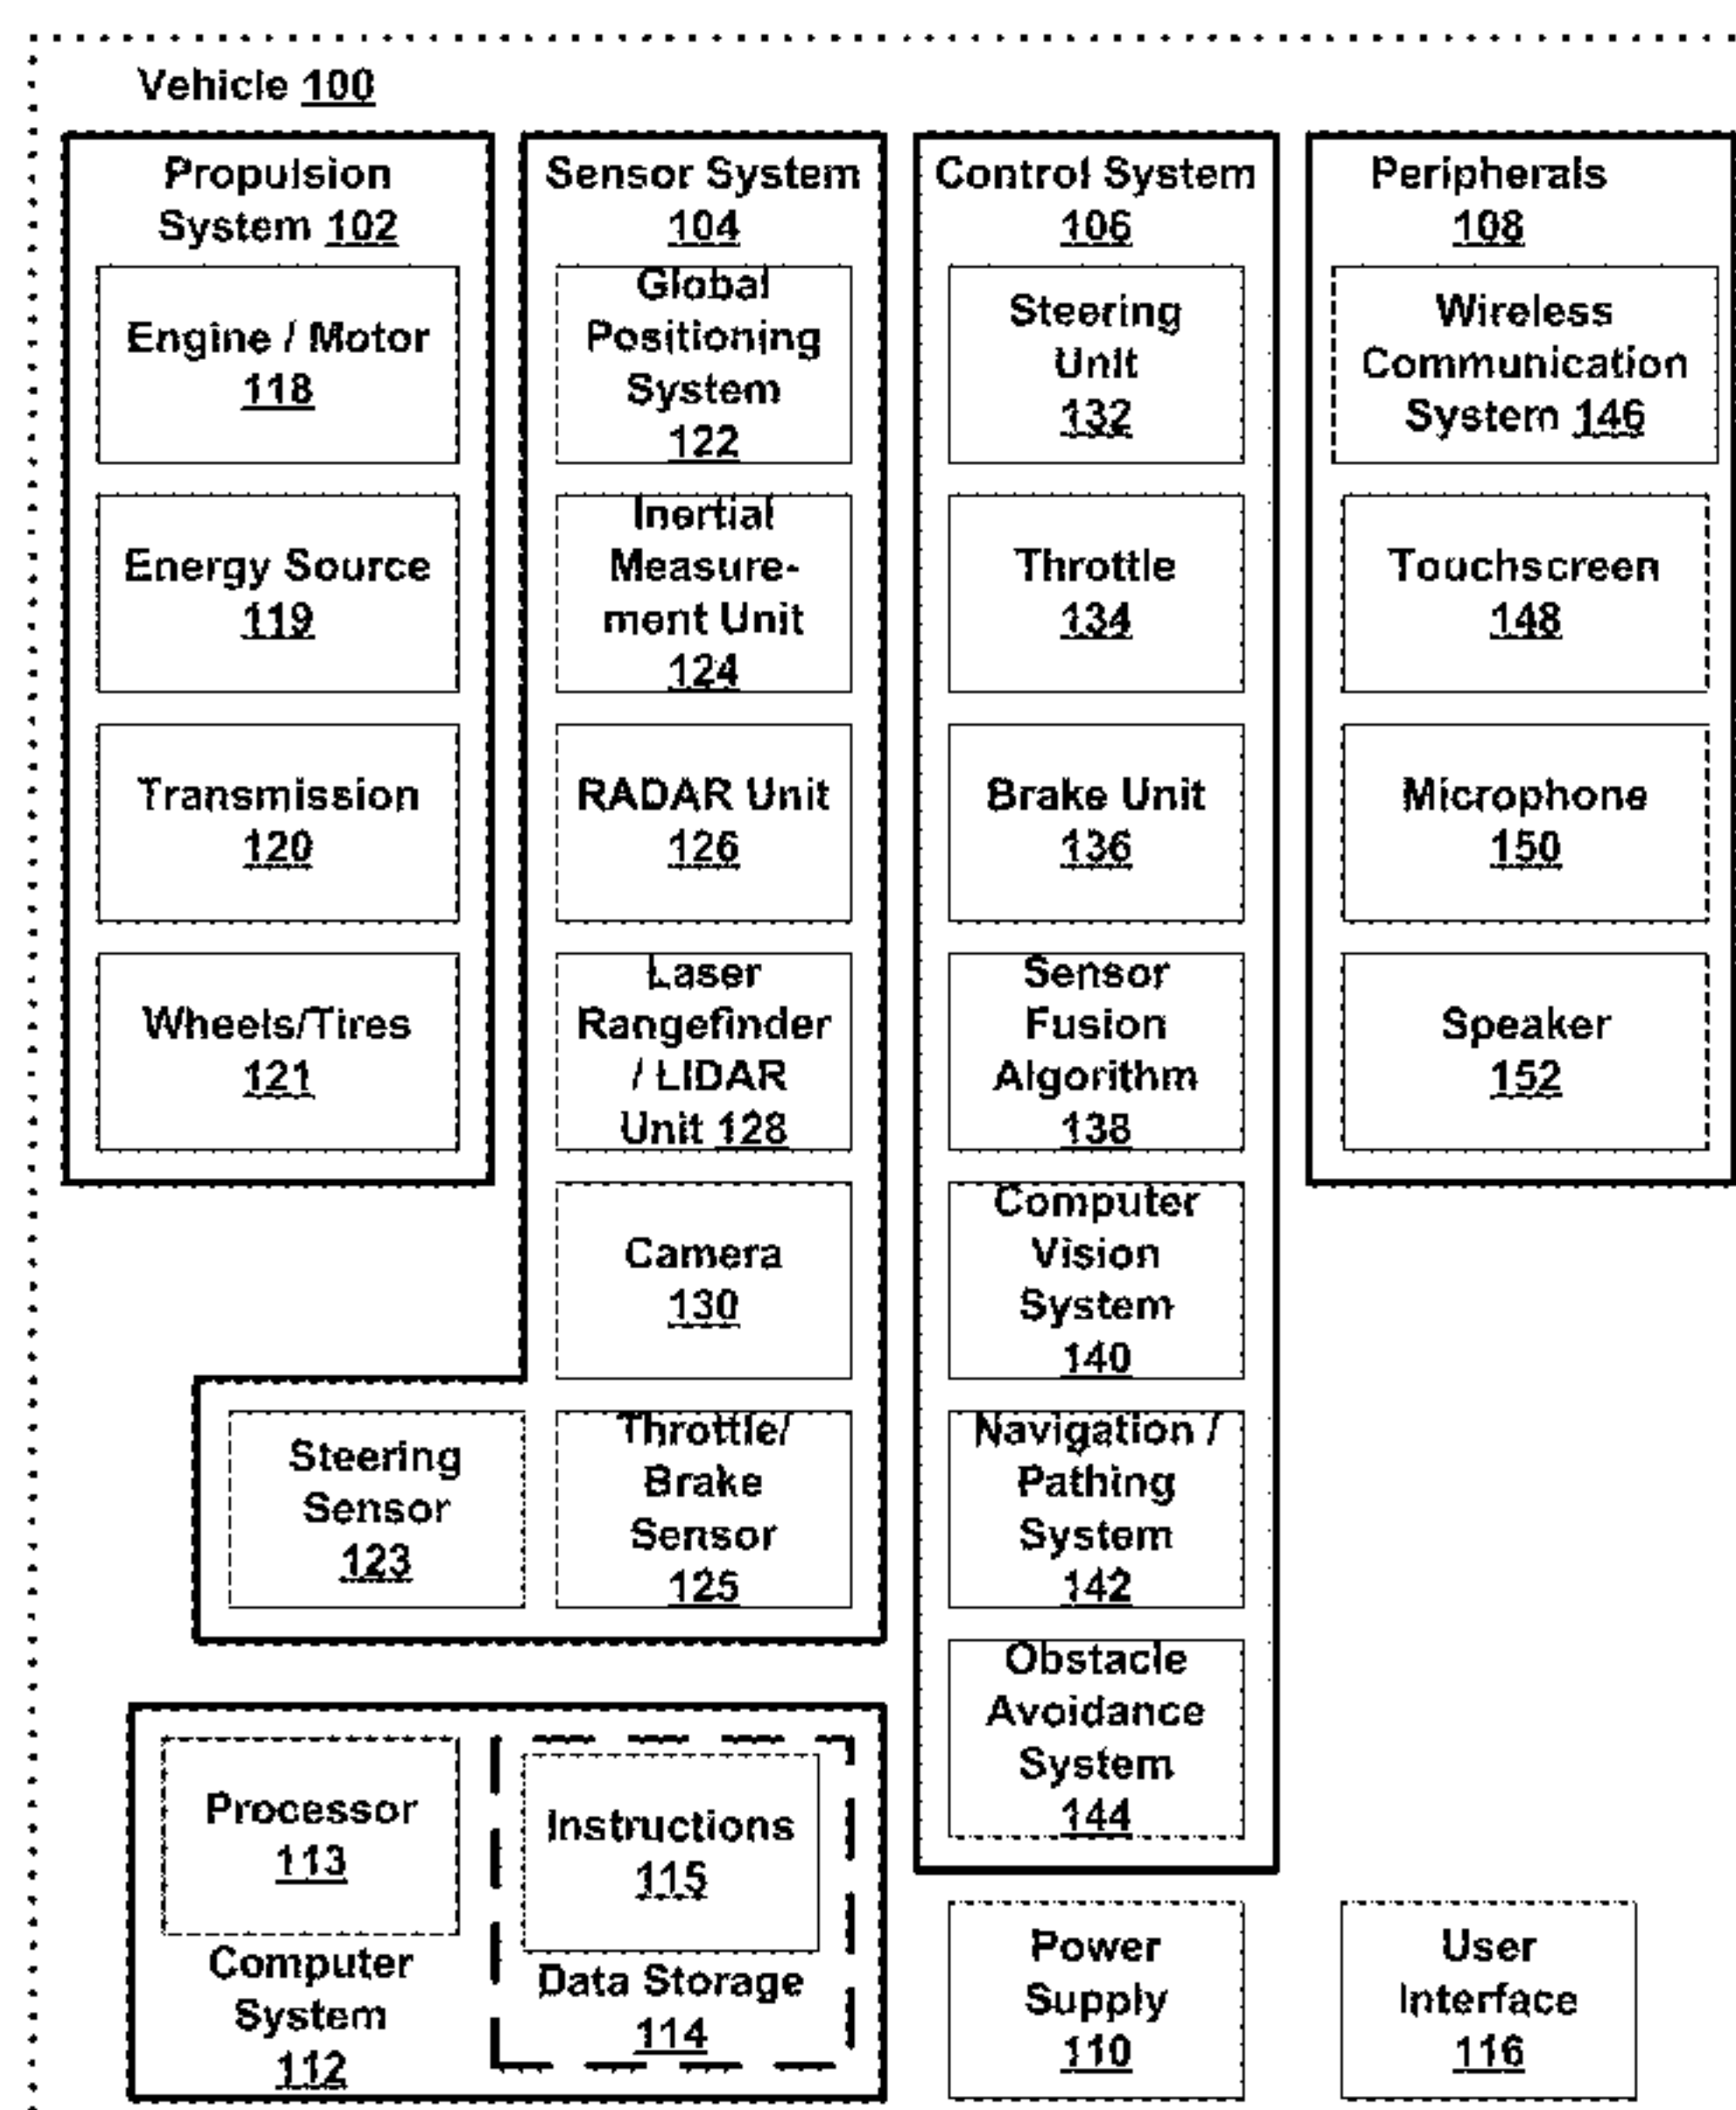 Vehicle 100
Propulsion
System 102
Engine / Motor
118
Energy Source
119
Transmission
120
Wheels/Tires
121
Sensor System
104
Global
Positioning
System
122
Inertial
Measure-
ment Unit
124
RADAR Unit
126
Laser
Rangefinder
/ LIDAR
Unit 128
Camera
130
Steering
Sensor
123
Throttle/
Brake
Sensor
125
Control System
106
Steering
Unit
132
Throttle
134
Brake Unit
136
Sensor
Fusion
Algorithm
138
Computer
Vision
System
140
Navigation /
Pathing
System
142
Obstacle
Avoidance
System
144
Peripherals
108
Wireless
Communication
System 146
Touchscreen
148
Microphone
150
Speaker
152
Processor
113
Computer
System
112
Instructions
115
Data Storage
114
Power
Supply
110
User
Interface
116